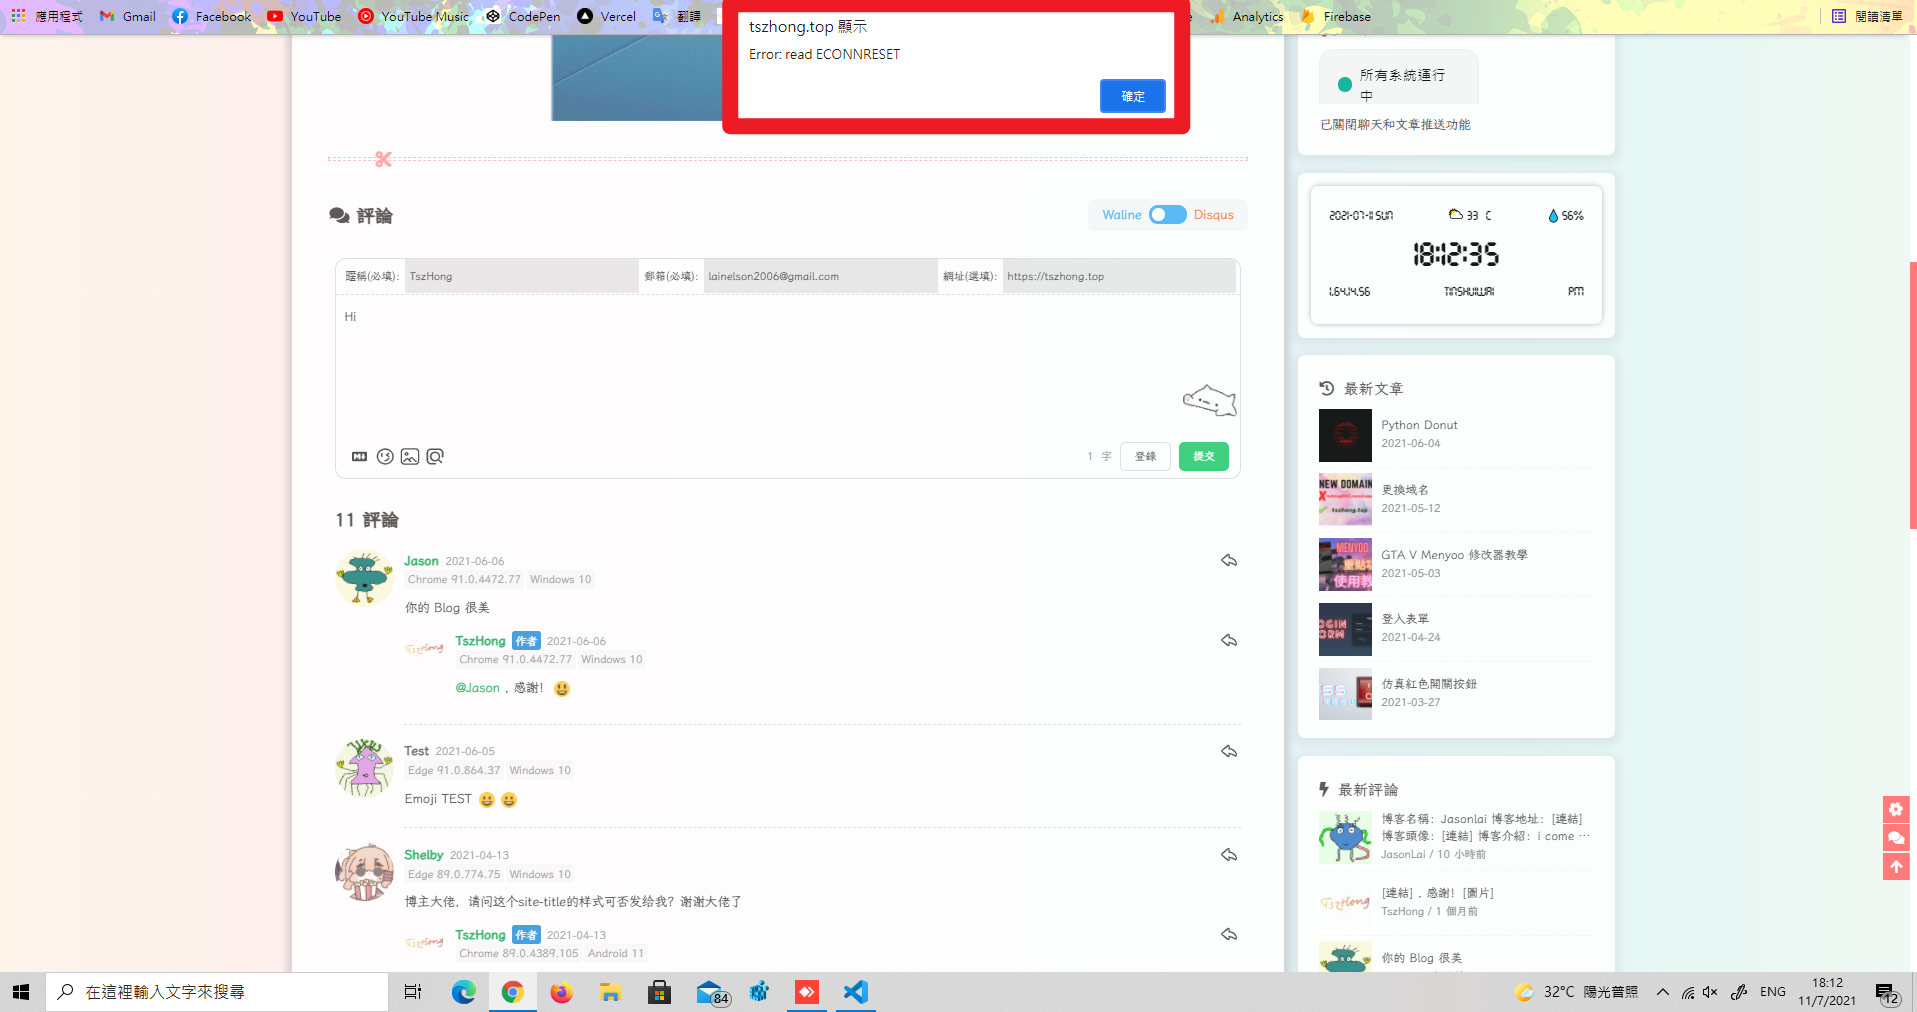 應用程式 Gmail Facebook YouTube YouTube Music CodePen Vercel 翻譯 Analytics Firebase 閱讀清單
tszhong.top 顯示
Error: read ECONNRESET
確定
評論
Waline Disqus
暱稱(必填): TszHong 郵箱(必填): lainelson2006@gmail.com 網址(選填): https://tszhong.top
Hi
1 字 登錄 提交
11 評論
Jason 2021-06-06
Chrome 91.0.4472.77 Windows 10
你的 Blog 很美
TszHong 作者 2021-06-06
Chrome 91.0.4472.77 Windows 10
@Jason , 感謝!
Test 2021-06-05
Edge 91.0.864.37 Windows 10
Emoji TEST
Shelby 2021-04-13
Edge 89.0.774.75 Windows 10
博主大佬，请问这个site-title的样式可否发给我？谢谢大佬了
TszHong 作者 2021-04-13
Chrome 89.0.4389.105 Android 11
所有系統運行
中
已關閉聊天和文章推送功能
2021-07-11 SUN 33 C 56%
18:12:35
1.64.14.56 TINSHUIWAI PM
最新文章
Python Donut
2021-06-04
NEW DOMAIN
tszhong.top
更換域名
2021-05-12
MENYOO
使用教
GTA V Menyoo 修改器教學
2021-05-03
登入表單
2021-04-24
仿真紅色開關按鈕
2021-03-27
最新評論
博客名稱：Jasonlai 博客地址：[連結]
博客頭像：[連結] 博客介紹：i come ...
JasonLai / 10 小時前
TszHong
[連結] , 感謝! [圖片]
TszHong / 1 個月前
你的 Blog 很美
在這裡輸入文字來搜尋
84
32°C 陽光普照 ENG
18:12
11/7/2021
12